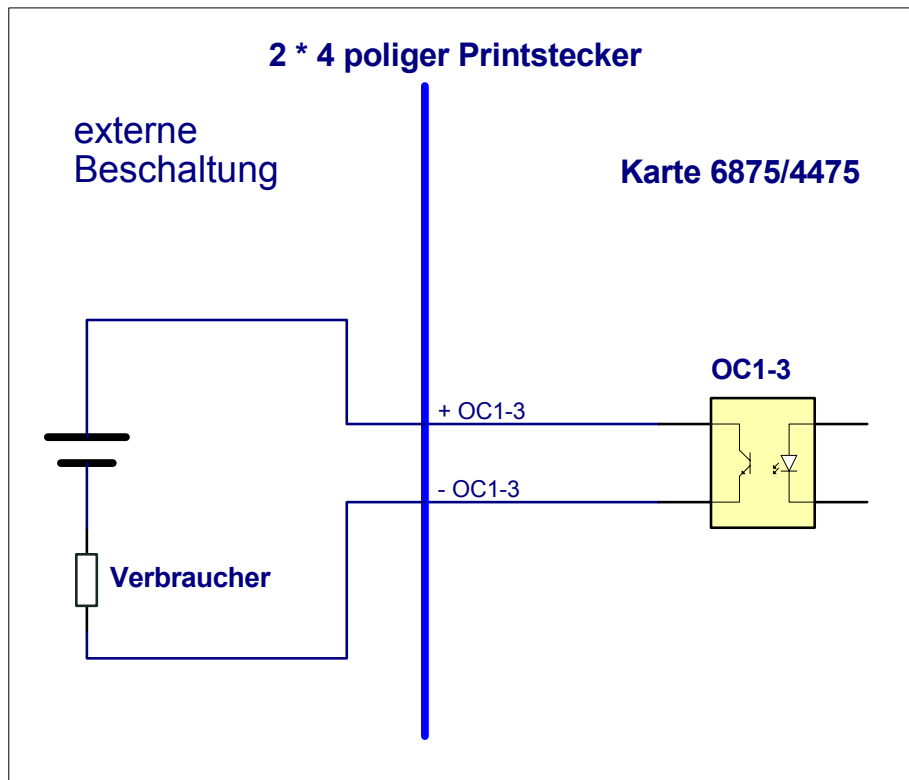 2 * 4 poliger Printstecker
externe
Beschaltung
Karte 6875/4475
OC1-3
+ OC1-3
- OC1-3
Verbraucher